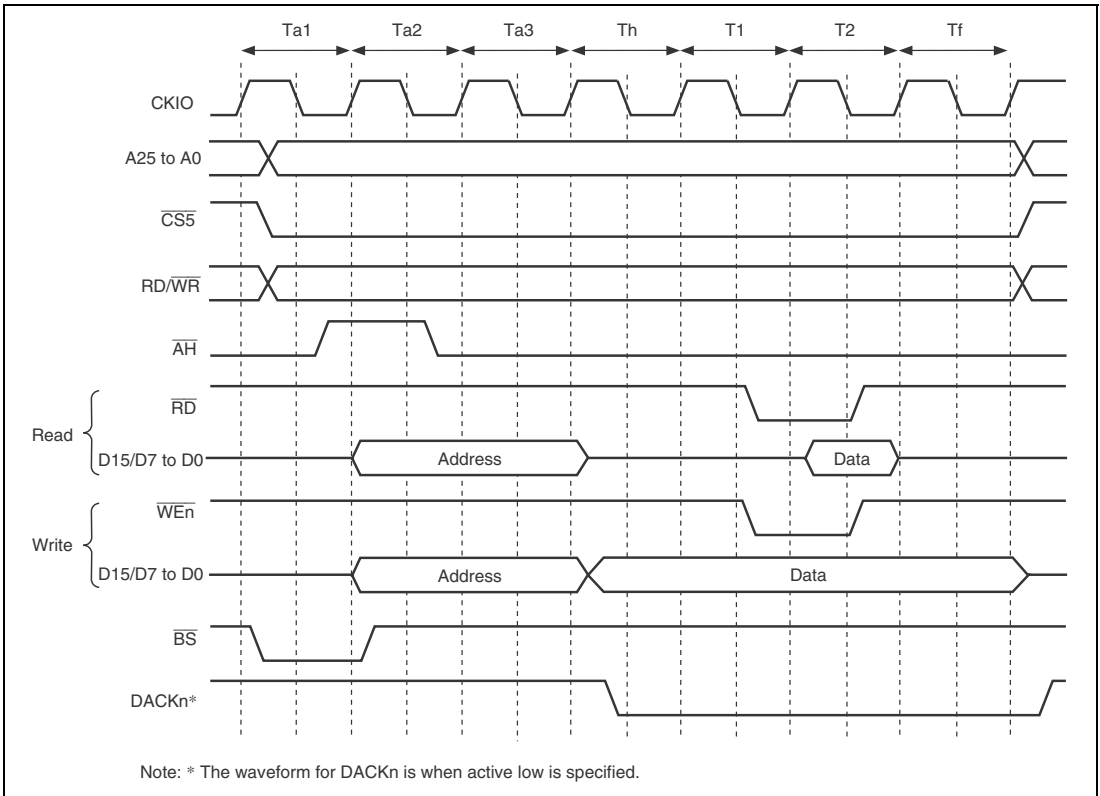 Ta1 Ta2 Ta3 Th T1 T2 Tf
CKIO
A25 to A0
CS5
RD/WR
AH
Read
RD
D15/D7 to D0 Address Data
Write
WEn
D15/D7 to D0 Address Data
BS
DACKn*
Note: * The waveform for DACKn is when active low is specified.